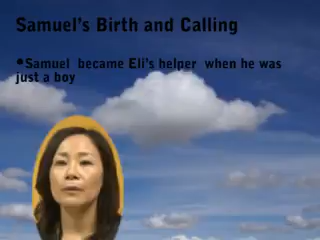 Samuel's Birth and Calling
•Samuel became Eli's helper when he was
just a boy